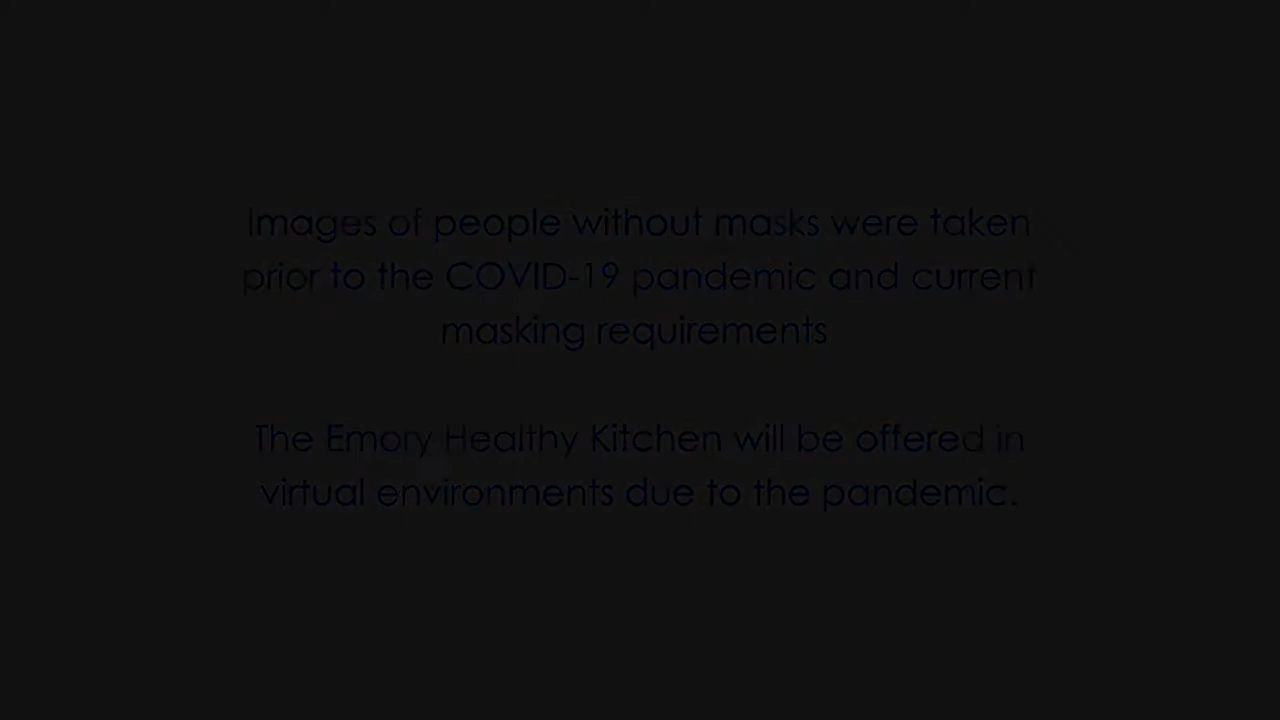 Images of people without masks were taken
prior to the COVID-19 pandemic and current
masking requirements
The Emory Healthy Kitchen will be offered in
virtual environments due to the pandemic.